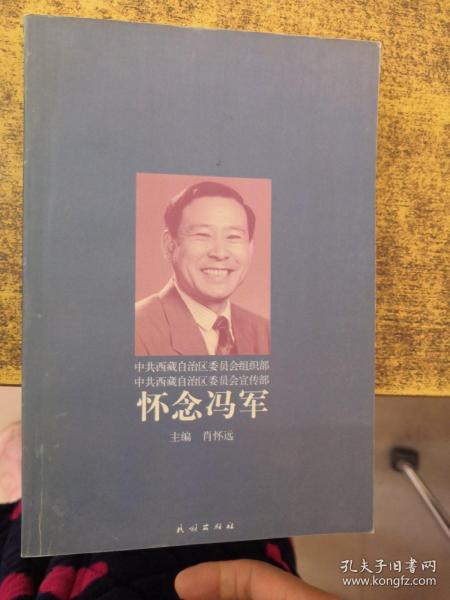 中共西藏自治区委员会组织部
中共西藏自治区委员会宣传部
怀念冯军
主编 肖怀远
民族出版社
孔夫子旧书网
www.kongfz.com